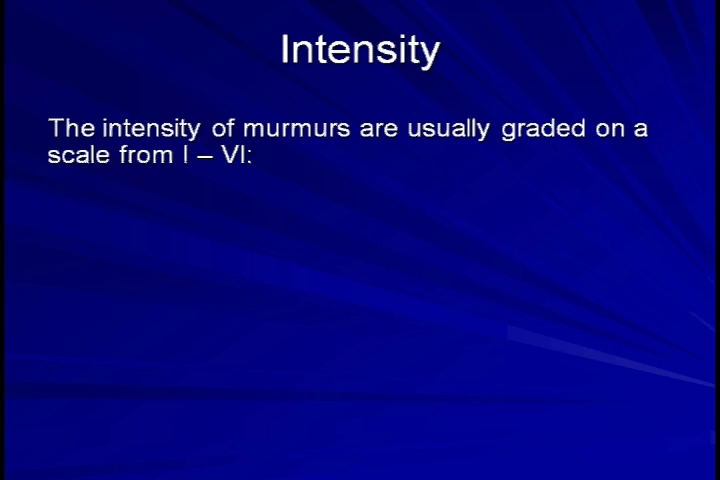 Intensity
The intensity of murmurs are usually graded on a
scale from I – VI: